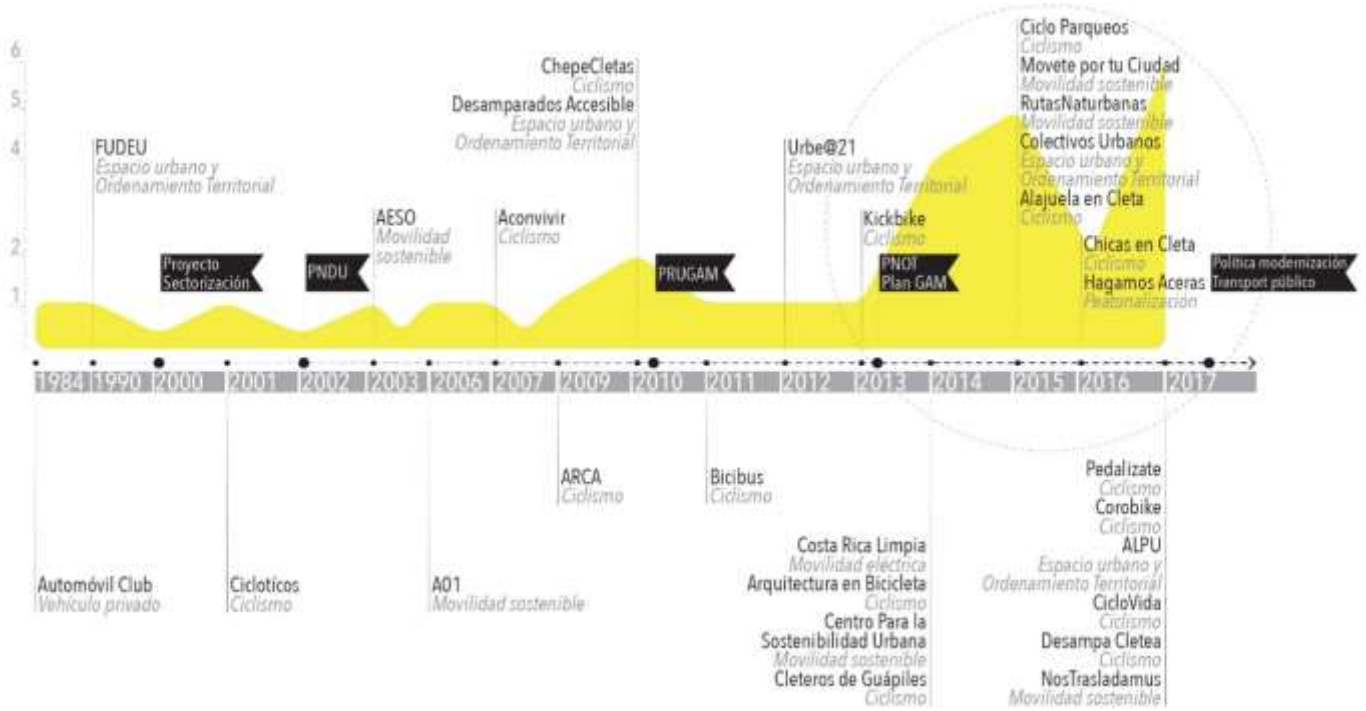 6
5
4
2
1
FUDEU
Espacio urbano y
Ordenamiento Territorial
Proyecto
Sectorización
PNDU
AESO
Movilidad
sostenible
Aconvivir
Ciclismo
ChepeCletas
Ciclismo
Desamparados Accesible
Espacio urbano y
Ordenamiento Territorial
PRUGAM
Urbe@21
Espacio urbano y
Ordenamiento Territorial
Kickbike
Ciclismo
PNOT
Plan GAM
Ciclo Parqueos
Ciclismo
Movete por tu Ciudad
Movilidad sostenible
RutasNaturbanas
Movilidad sostenible
Colectivos Urbanos
Espacio urbano y
Ordenamiento Territorial
Alajuela en Cleta
Ciclismo
Chicas en Cleta
Ciclismo
Hagamos Aceras
Peatonalización
Política modernización
Transport público
1984 1990 2000 2001 2002 2003 2006 2007 2009 2010 2011 2012 2013 2014 2015 2016 2017
Automóvil Club
Vehículo privado
Ciclotícos
Ciclismo
A01
Movilidad sostenible
ARCA
Ciclismo
Bicibus
Ciclismo
Costa Rica Limpia
Movilidad eléctrica
Arquitectura en Bicicleta
Ciclismo
Centro Para la
Sostenibilidad Urbana
Movilidad sostenible
Cleteros de Guápiles
Ciclismo
Pedalizate
Ciclismo
Corobike
Ciclismo
ALPU
Espacio urbano y
Ordenamiento Territorial
CicloVida
Ciclismo
Desampa Cletea
Ciclismo
NosTrasladamus
Movilidad sostenible